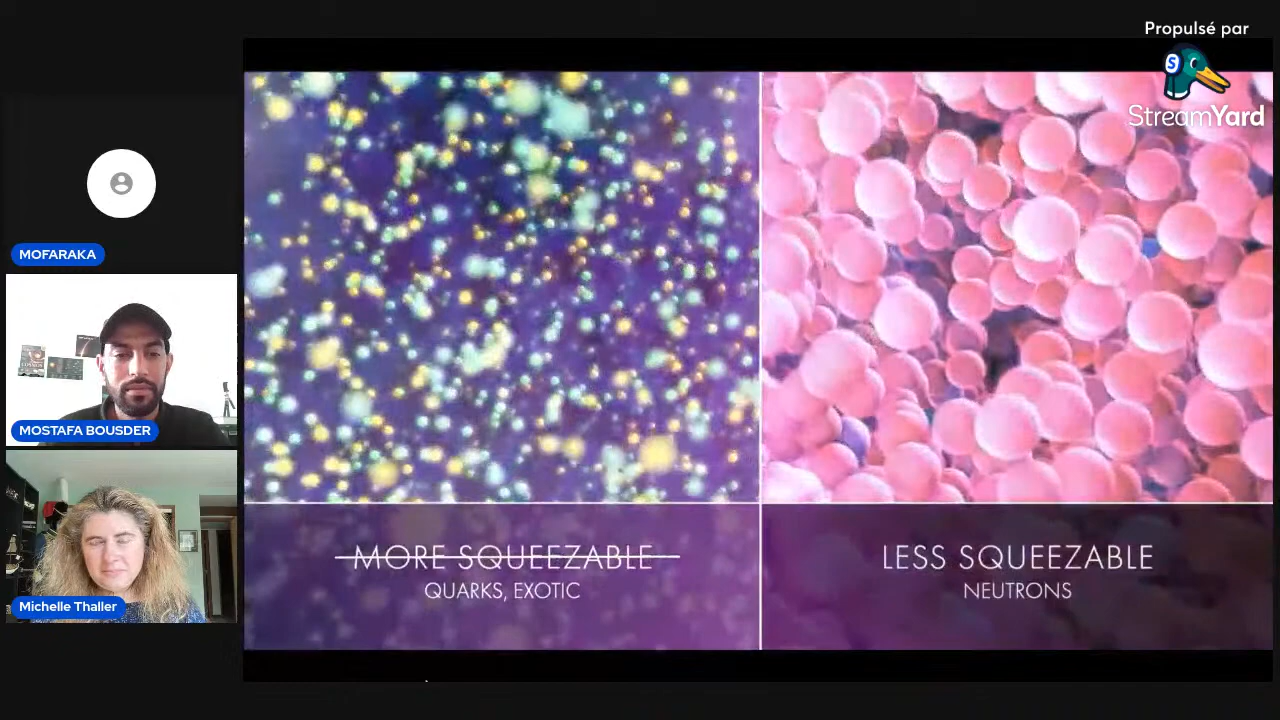 Propulsé par
StreamYard
MOFARAKA
MOSTAFA BOUSDER
Michelle Thaller
MORE SQUEEZABLE
QUARKS, EXOTIC
LESS SQUEEZABLE
NEUTRONS